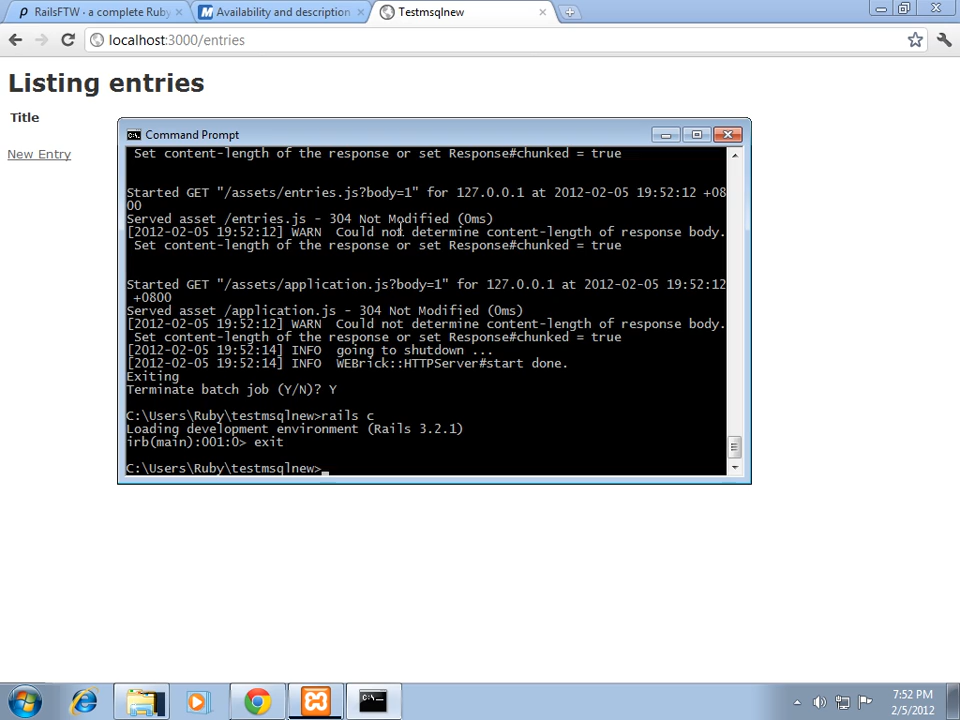 RailsFTW · a complete Ruby
Availability and description
Testmsqlnew
localhost:3000/entries
Listing entries
Title
New Entry
Command Prompt
Set content-length of the response or set Response#chunked = true
Started GET "/assets/entries.js?body=1" for 127.0.0.1 at 2012-02-05 19:52:12 +08
00
Served asset /entries.js - 304 Not Modified (0ms)
[2012-02-05 19:52:12] WARN  Could not determine content-length of response body.
Set content-length of the response or set Response#chunked = true
Started GET "/assets/application.js?body=1" for 127.0.0.1 at 2012-02-05 19:52:12
+0800
Served asset /application.js - 304 Not Modified (0ms)
[2012-02-05 19:52:12] WARN  Could not determine content-length of response body.
Set content-length of the response or set Response#chunked = true
[2012-02-05 19:52:14] INFO  going to shutdown ...
[2012-02-05 19:52:14] INFO  WEBrick::HTTPServer#start done.
Exiting
Terminate batch job (Y/N)? Y
C:\Users\Ruby\testmsqlnew>rails c
Loading development environment (Rails 3.2.1)
irb(main):001:0> exit
C:\Users\Ruby\testmsqlnew>
7:52 PM
2/5/2012